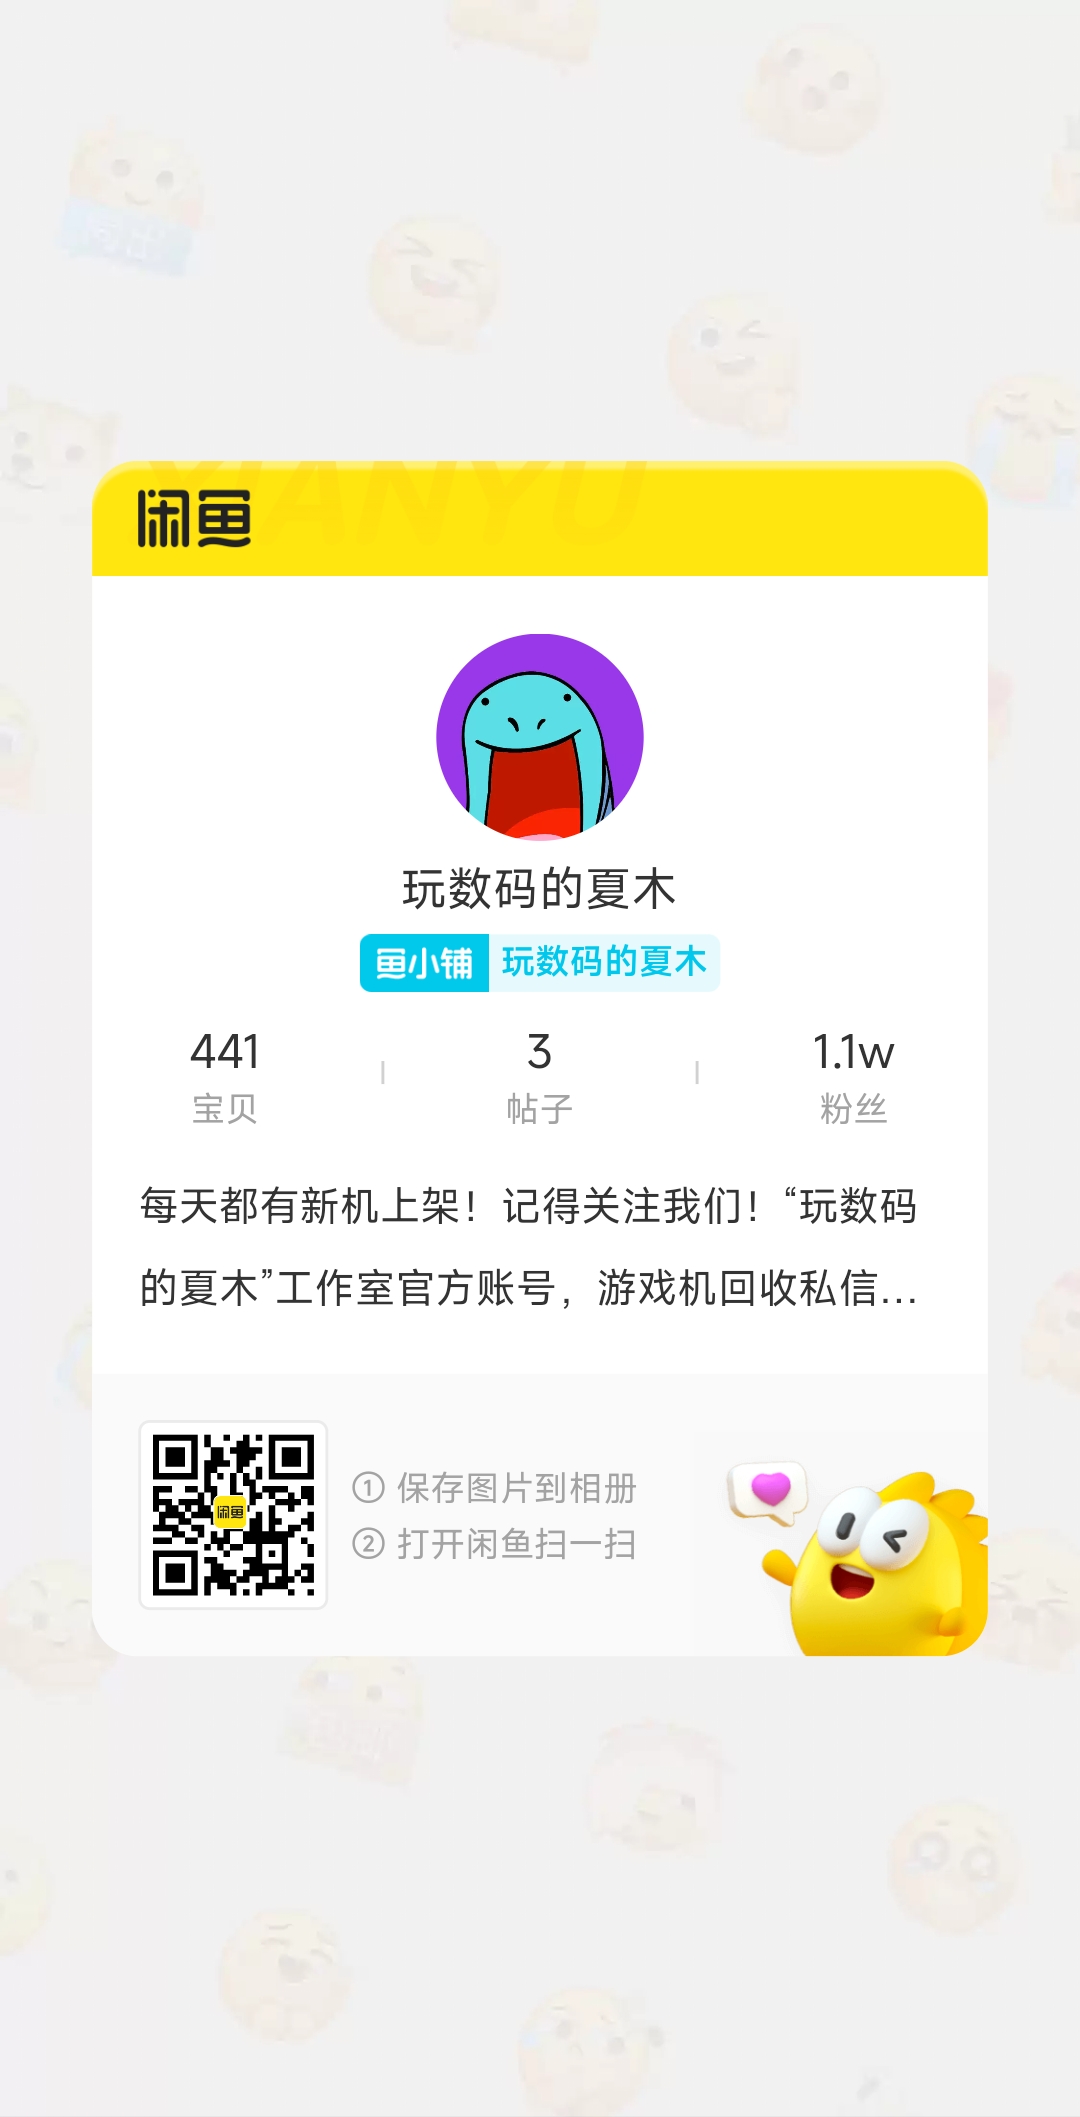 XIANYU
闲鱼
玩数码的夏木
鱼小铺 玩数码的夏木
441 3 1.1w
宝贝 帖子 粉丝
每天都有新机上架！记得关注我们！“玩数码
的夏木”工作室官方账号，游戏机回收私信...
闲鱼
① 保存图片到相册
② 打开闲鱼扫一扫